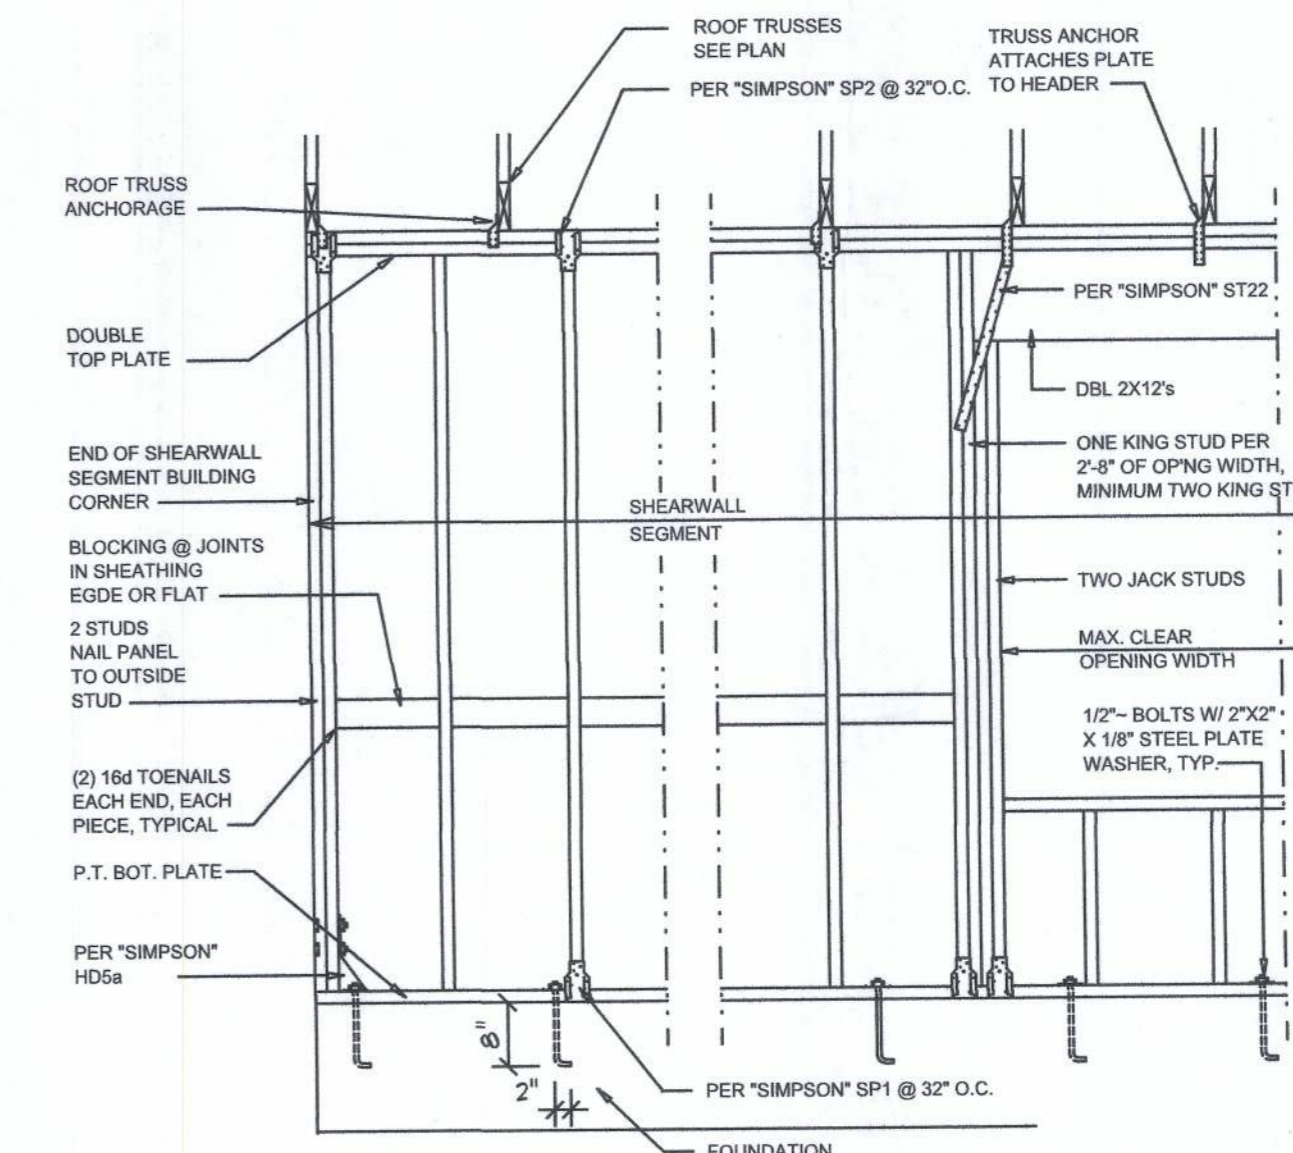 ROOF TRUSSES
SEE PLAN
TRUSS ANCHOR
ATTACHES PLATE
TO HEADER
PER "SIMPSON" SP2 @ 32"O.C.
ROOF TRUSS
ANCHORAGE
PER "SIMPSON" ST22
DOUBLE
TOP PLATE
DBL 2X12's
END OF SHEARWALL
SEGMENT BUILDING
CORNER
ONE KING STUD PER
2'-8" OF OP'NG WIDTH,
MINIMUM TWO KING ST
SHEARWALL
SEGMENT
BLOCKING @ JOINTS
IN SHEATHING
EGDE OR FLAT
TWO JACK STUDS
2 STUDS
NAIL PANEL
TO OUTSIDE
STUD
MAX. CLEAR
OPENING WIDTH
1/2"~ BOLTS W/ 2"X2"
X 1/8" STEEL PLATE
WASHER, TYP.
(2) 16d TOENAILS
EACH END, EACH
PIECE, TYPICAL
P.T. BOT. PLATE
PER "SIMPSON"
HD5a
8"
2"
PER "SIMPSON" SP1 @ 32" O.C.
FOUNDATION